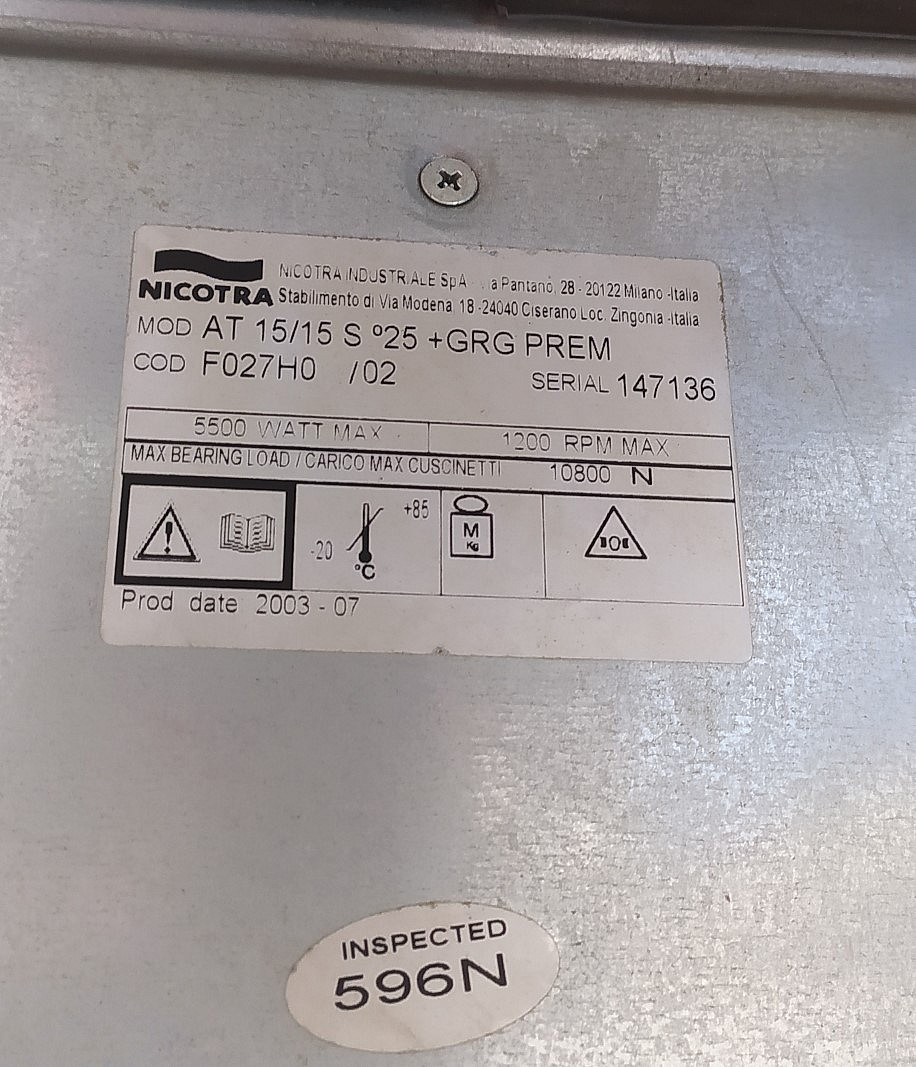 NICOTRA
NICOTRA INDUSTRIALE SpA Pantano, 28 - 20122 Milano -Italia
Stabilimento di Via Modena, 18 -24040 Ciserano Loc. Zingonia -Italia
MOD AT 15/15 S º25 +GRG PREM
COD F027H0 /02
SERIAL 147136
5500 WATT MAX
1200 RPM MAX
MAX BEARING LOAD / CARICO MAX CUSCINETTI 10800 N
+85
-20
°C
M
Kg
Prod date 2003 - 07
INSPECTED
596N